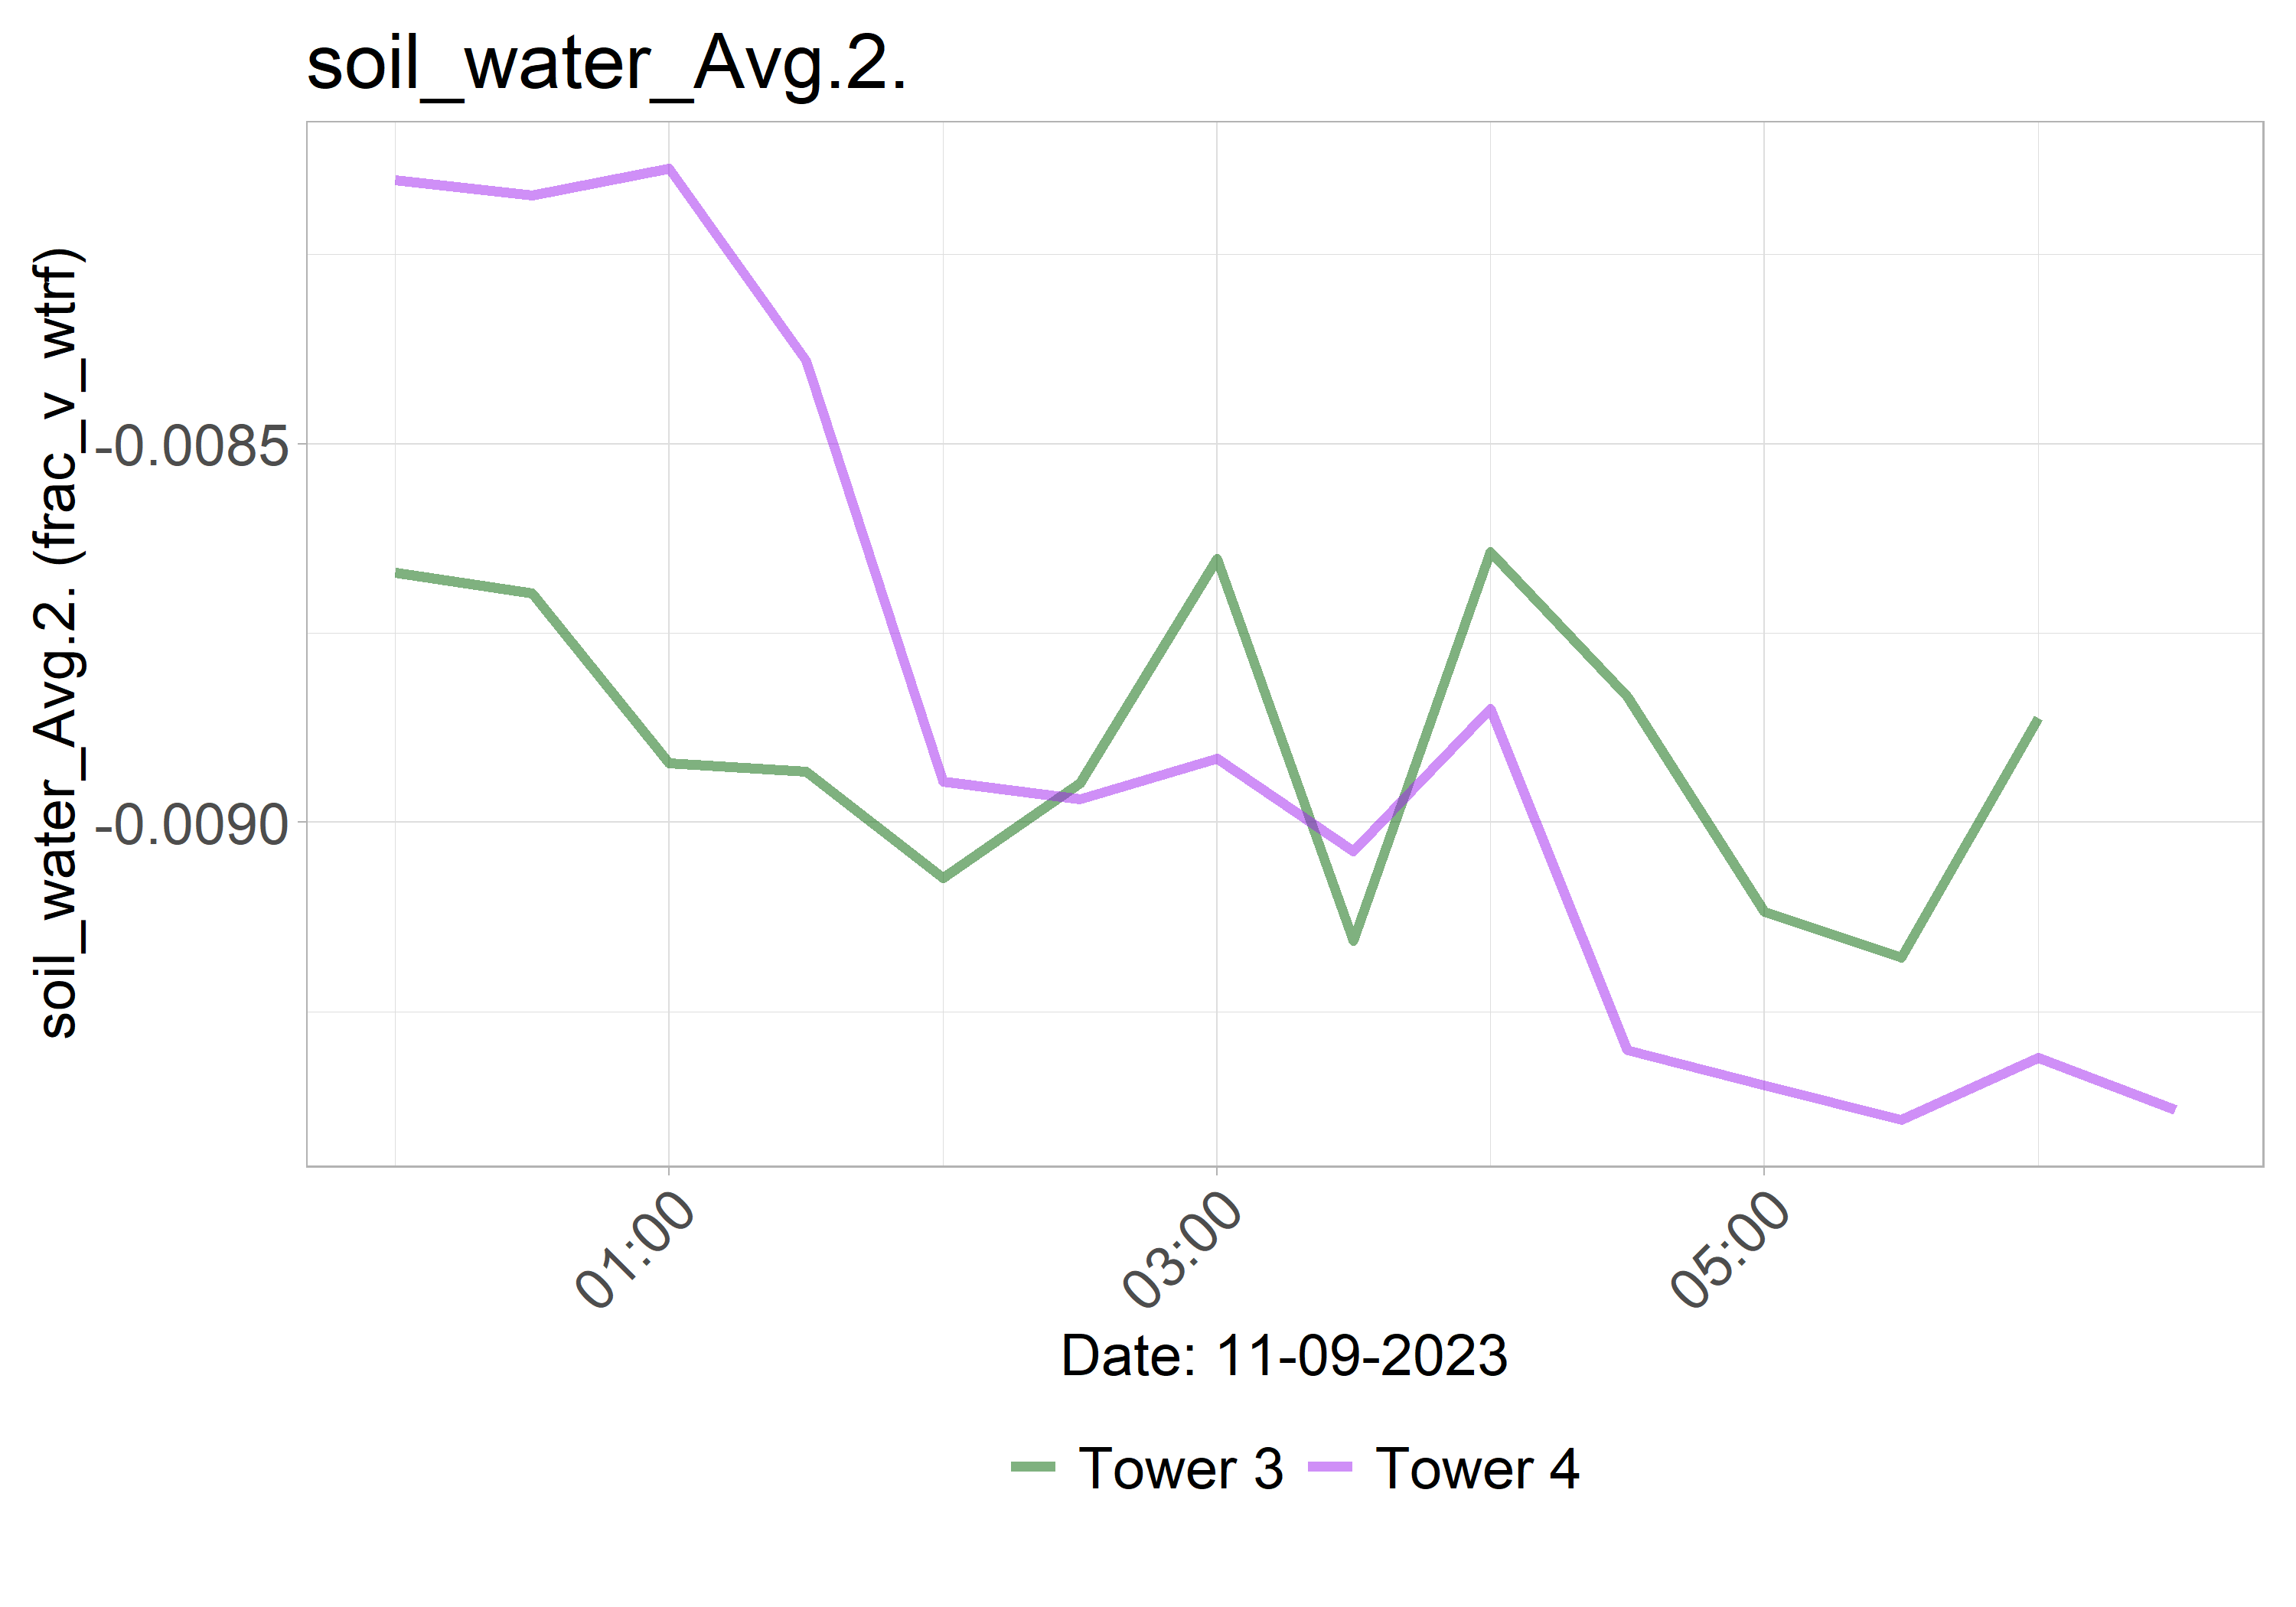 soil_water_Avg.2.
soil_water_Avg.2. (frac_v_wtrf)
-0.0085
-0.0090
01:00
03:00
05:00
Date: 11-09-2023
Tower 3
Tower 4